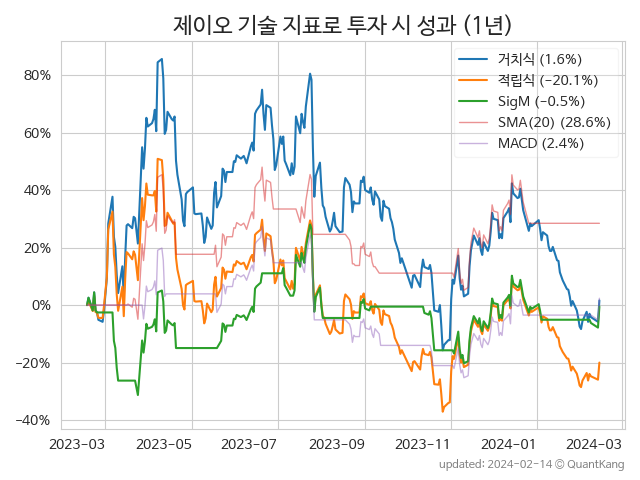 제이오 기술 지표로 투자 시 성과 (1년)
거치식 (1.6%)
적립식 (−20.1%)
SigM (−0.5%)
SMA(20) (28.6%)
MACD (2.4%)
80%
60%
40%
20%
0%
−20%
−40%
2023-03 2023-05 2023-07 2023-09 2023-11 2024-01 2024-03
updated: 2024-02-14 ⓒ QuantKang